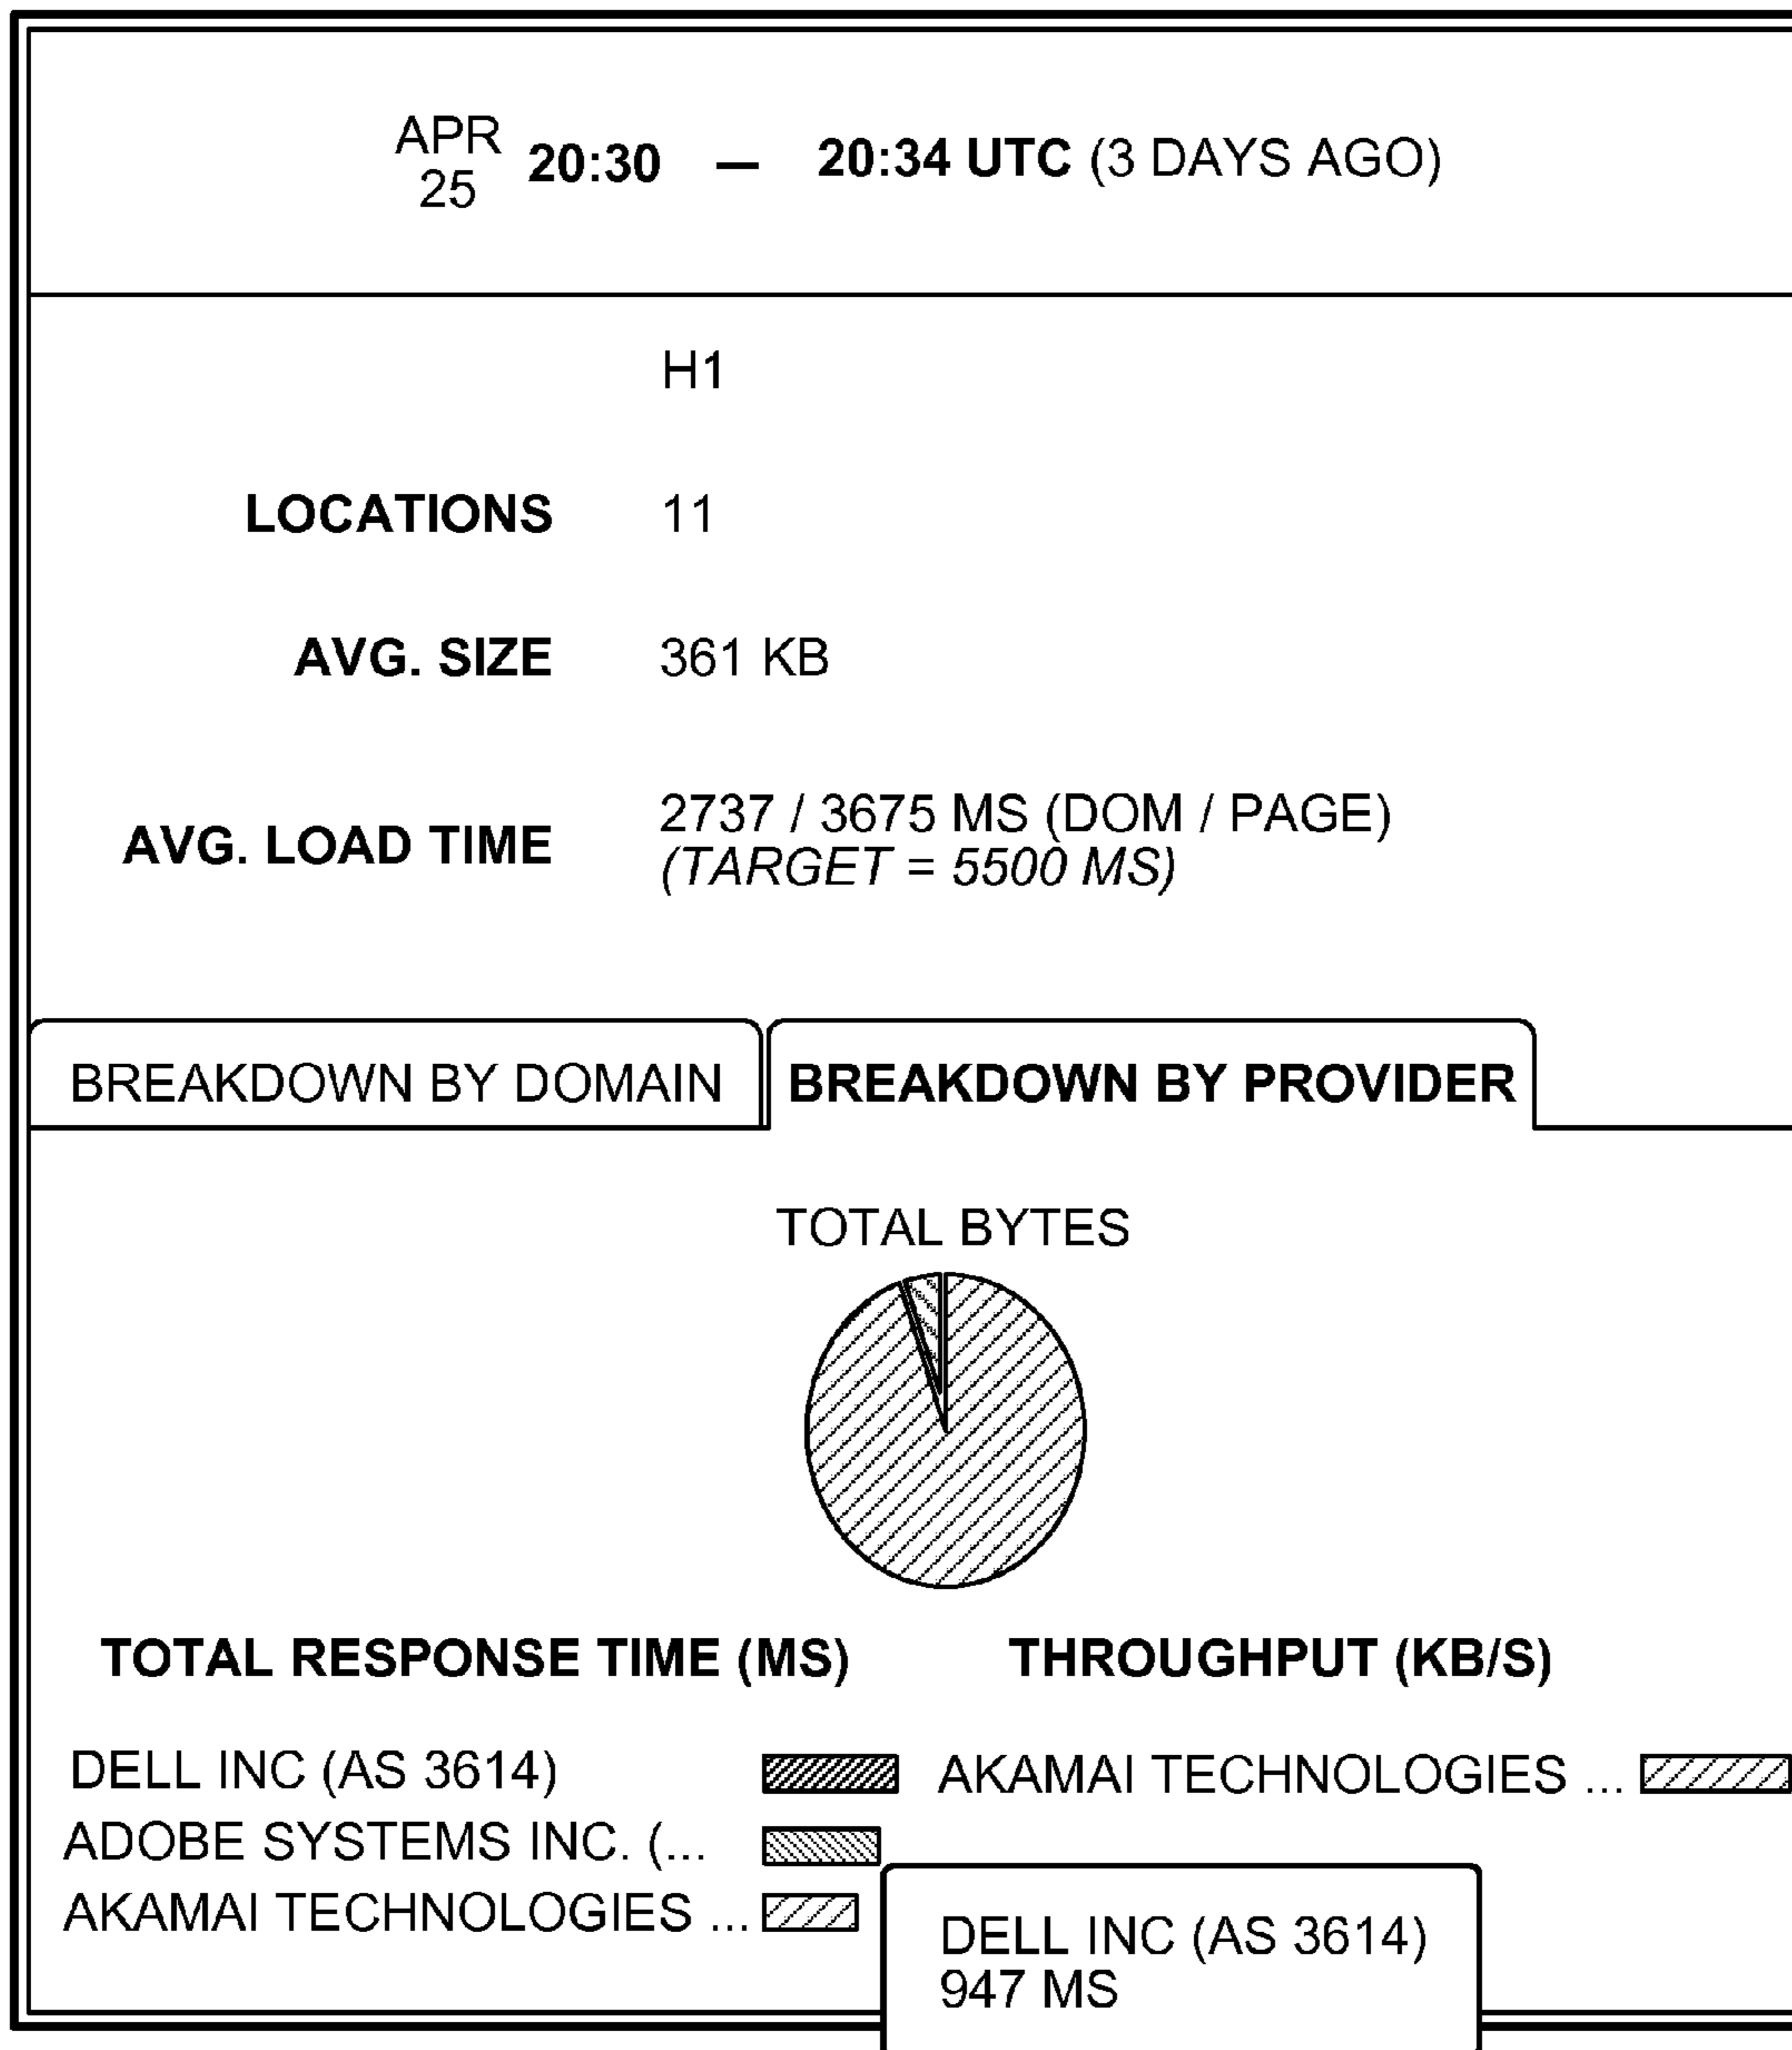 APR
25
20:30 — 20:34 UTC (3 DAYS AGO)
H1
LOCATIONS 11
AVG. SIZE 361 KB
AVG. LOAD TIME 2737 / 3675 MS (DOM / PAGE)
(TARGET = 5500 MS)
BREAKDOWN BY DOMAIN BREAKDOWN BY PROVIDER
TOTAL BYTES
TOTAL RESPONSE TIME (MS) THROUGHPUT (KB/S)
DELL INC (AS 3614) AKAMAI TECHNOLOGIES ...
ADOBE SYSTEMS INC. (...
AKAMAI TECHNOLOGIES ...
DELL INC (AS 3614)
947 MS